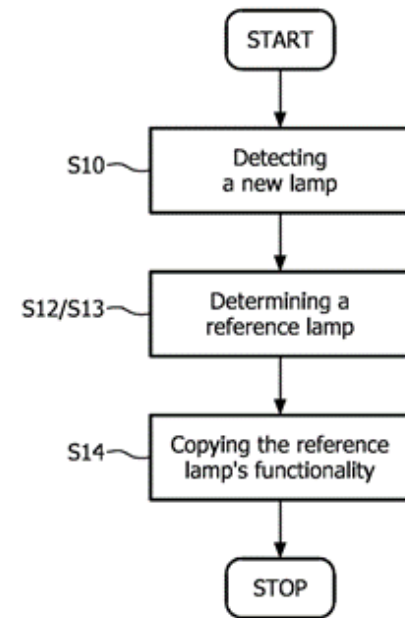 START
S10
Detecting
a new lamp
S12/S13
Determining a
reference lamp
S14
Copying the reference
lamp's functionality
STOP